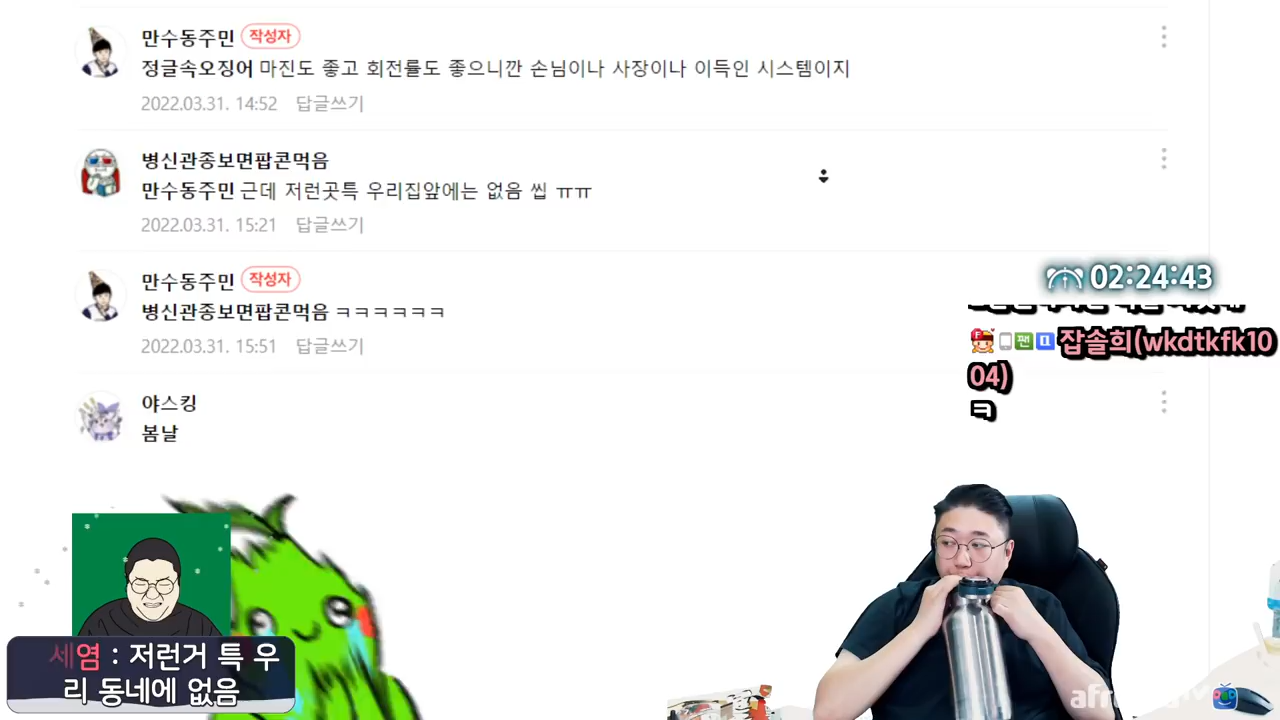 만수동주민 작성자
정글속오징어 마진도 좋고 회전률도 좋으니깐 손님이나 사장이나 이득인 시스템이지
2022.03.31. 14:52 답글쓰기
병신관종보면팝콘먹음
만수동주민 근데 저런곳특 우리집앞에는 없음 씹 ㅠㅠ
2022.03.31. 15:21 답글쓰기
만수동주민 작성자
병신관종보면팝콘먹음 ㅋㅋㅋㅋㅋㅋ
2022.03.31. 15:51 답글쓰기
야스킹
봄날
02:24:43
팬 잡솔희(wkdtkfk10
04)
ㅋ
세염 : 저런거 특 우
리 동네에 없음